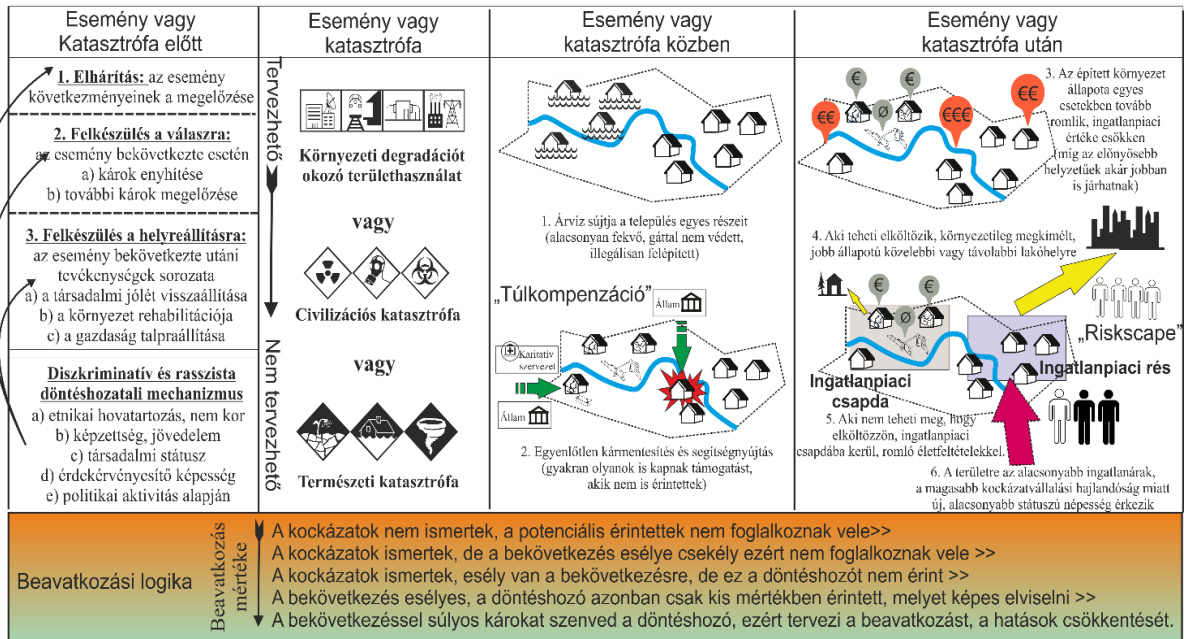 Esemény vagy
Katasztrófa előtt
1. Elhárítás: az esemény
következményeinek a megelőzése
2. Felkészülés a válaszra:
az esemény bekövetkezte esetén
a) károk enyhítése
b) további károk megelőzése
3. Felkészülés a helyreállításra:
az esemény bekövetkezte utáni
tevékenységek sorozata
a) a társadalmi jólét visszaállítása
b) a környezet rehabilitációja
c) a gazdaság talpraállítása
Diszkriminatív és rasszista
döntéshozatali mechanizmus
a) etnikai hovatartozás, nem kor
b) képzettség, jövedelem
c) társadalmi státusz
d) érdekérvényesítő képesség
e) politikai aktivitás alapján
Esemény vagy
katasztrófa
Tervezhető
Nem tervezhető
Környezeti degradációt
okozó területhasználat
vagy
Civilizációs katasztrófa
vagy
Természeti katasztrófa
Esemény vagy
katasztrófa közben
1. Árvíz sújtja a település egyes részeit
(alacsonyan fekvő, gáttal nem védett,
illegálisan felépített)
„Túlkompenzáció”
Állam
Karitatív
szervezet
Állam
2. Egyenlőtlen kármentesítés és segítségnyújtás
(gyakran olyanok is kapnak támogatást,
akik nem is érintettek)
Esemény vagy
katasztrófa után
€
€
€€
Ø
€€€
€€
3. Az épített környezet
állapota egyes
esetekben tovább
romlik, ingatlanpiaci
értéke csökken
(míg az előnyösebb
helyzetűek akár jobban
is járhatnak)
4. Aki teheti elköltözik, környezetileg megkímélt,
jobb állapotú közelebbi vagy távolabbi lakóhelyre
€
€
Ø
„Riskscape”
Ingatlanpiaci
csapda
Ingatlanpiaci rés
5. Aki nem teheti meg, hogy
elköltözzön, ingatlanpiaci
csapdába kerül, romló életfeltételekkel.
6. A területre az alacsonyabb ingatlanárak,
a magasabb kockázatvállalási hajlandóság miatt
új, alacsonyabb státuszú népesség érkezik
Beavatkozási logika
Beavatkozás
mértéke
A kockázatok nem ismertek, a potenciális érintettek nem foglalkoznak vele>>
A kockázatok ismertek, de a bekövetkezés esélye csekély ezért nem foglalkoznak vele >>
A kockázatok ismertek, esély van a bekövetkezésre, de ez a döntéshozót nem érint >>
A bekövetkezés esélyes, a döntéshozó azonban csak kis mértékben érintett, melyet képes elviselni >>
A bekövetkezéssel súlyos károkat szenved a döntéshozó, ezért tervezi a beavatkozást, a hatások csökkentését.